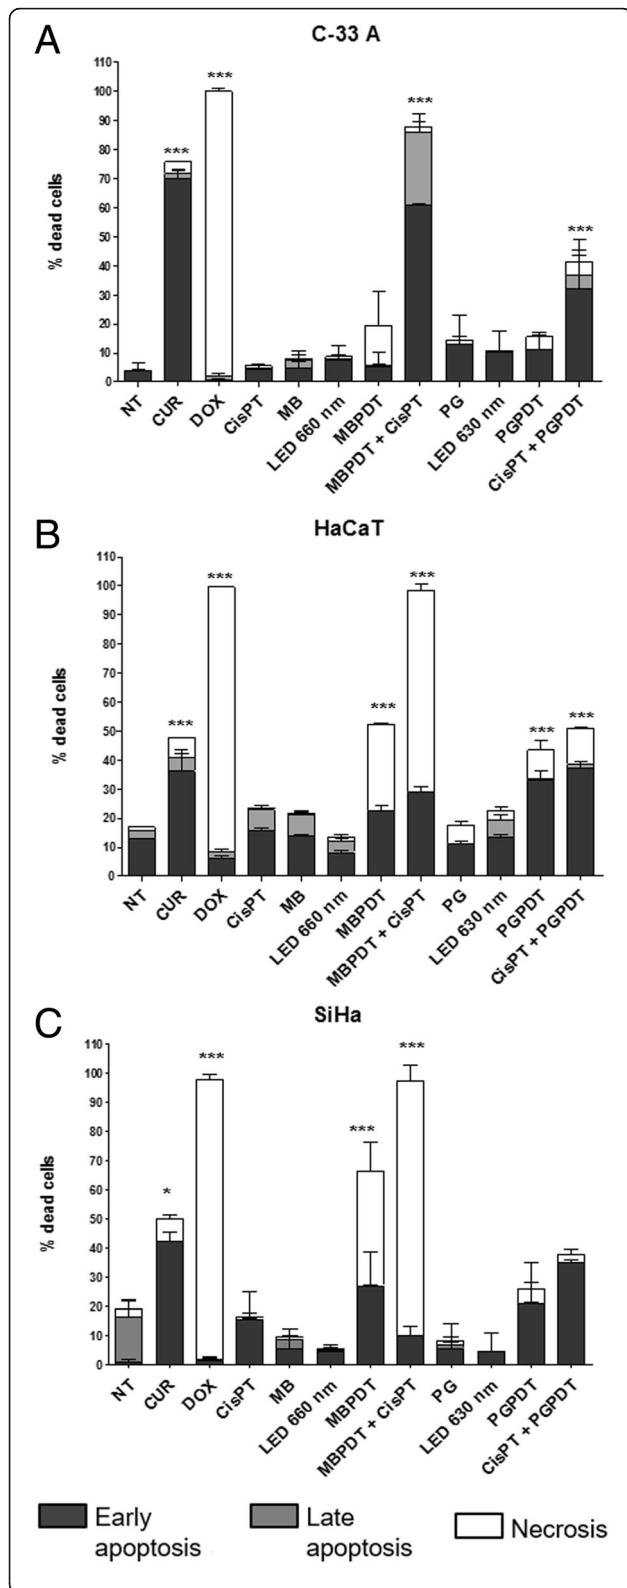 A
C-33 A
% dead cells
110
100
90
80
70
60
50
40
30
20
10
0
***
***
***
***
NT
CUR
DOX
CisPT
MB
LED 660 nm
MBPDT
MBPDT + CisPT
PG
LED 630 nm
PGPDT
CisPT + PGPDT
B
HaCaT
% dead cells
110
100
90
80
70
60
50
40
30
20
10
0
***
***
***
***
***
***
NT
CUR
DOX
CisPT
MB
LED 660 nm
MBPDT
MBPDT + CisPT
PG
LED 630 nm
PGPDT
CisPT + PGPDT
C
SiHa
% dead cells
110
100
90
80
70
60
50
40
30
20
10
0
*
***
***
***
NT
CUR
DOX
CisPT
MB
LED 660 nm
MBPDT
MBPDT + CisPT
PG
LED 630 nm
PGPDT
CisPT + PGPDT
Early
apoptosis
Late
apoptosis
Necrosis